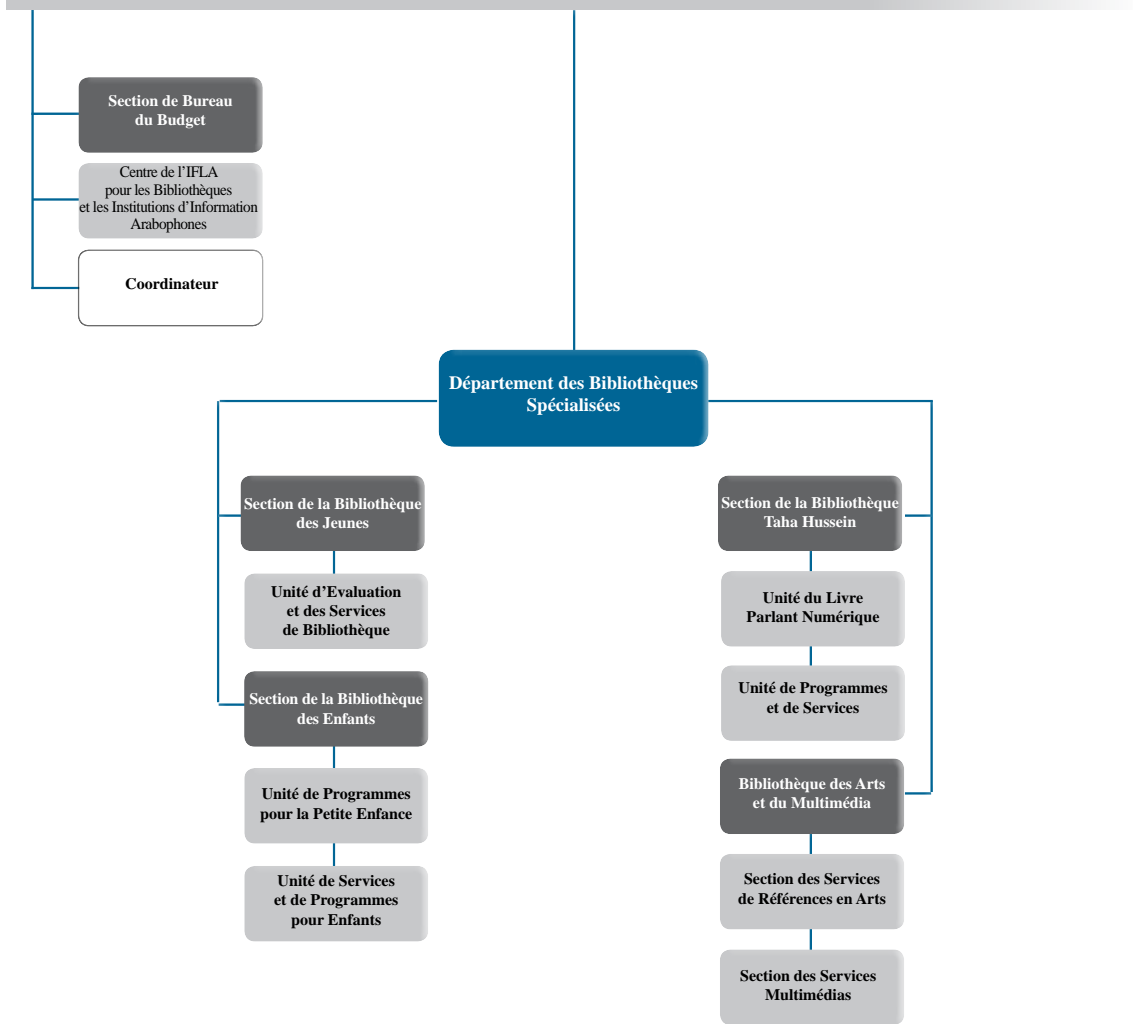 Section de Bureau
du Budget
Centre de l'IFLA
pour les Bibliothèques
et les Institutions d'Information
Arabophones
Coordinateur
Département des Bibliothèques
Spécialisées
Section de la Bibliothèque
des Jeunes
Unité d'Evaluation
et des Services
de Bibliothèque
Section de la Bibliothèque
des Enfants
Unité de Programmes
pour la Petite Enfance
Unité de Services
et de Programmes
pour Enfants
Section de la Bibliothèque
Taha Hussein
Unité du Livre
Parlant Numérique
Unité de Programmes
et de Services
Bibliothèque des Arts
et du Multimédia
Section des Services
de Références en Arts
Section des Services
Multimédias